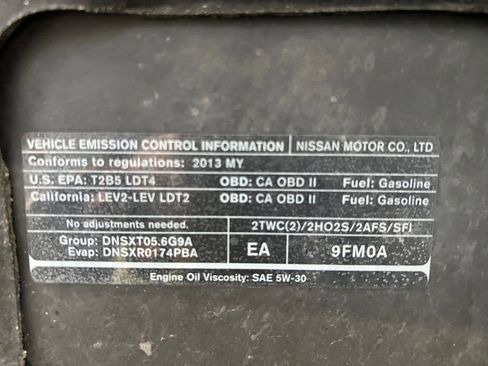 VEHICLE EMISSION CONTROL INFORMATION NISSAN MOTOR CO., LTD
Conforms to regulations: 2013 MY
U.S. EPA: T2B5 LDT4 OBD: CA OBD II Fuel: Gasoline
California: LEV2-LEV LDT2 OBD: CA OBD II Fuel: Gasoline
No adjustments needed. 2TWC(2)/2HO2S/2AFS/SFI
Group: DNSXT05.6G9A EA 9FM0A
Evap: DNSXR0174PBA
Engine Oil Viscosity: SAE 5W-30